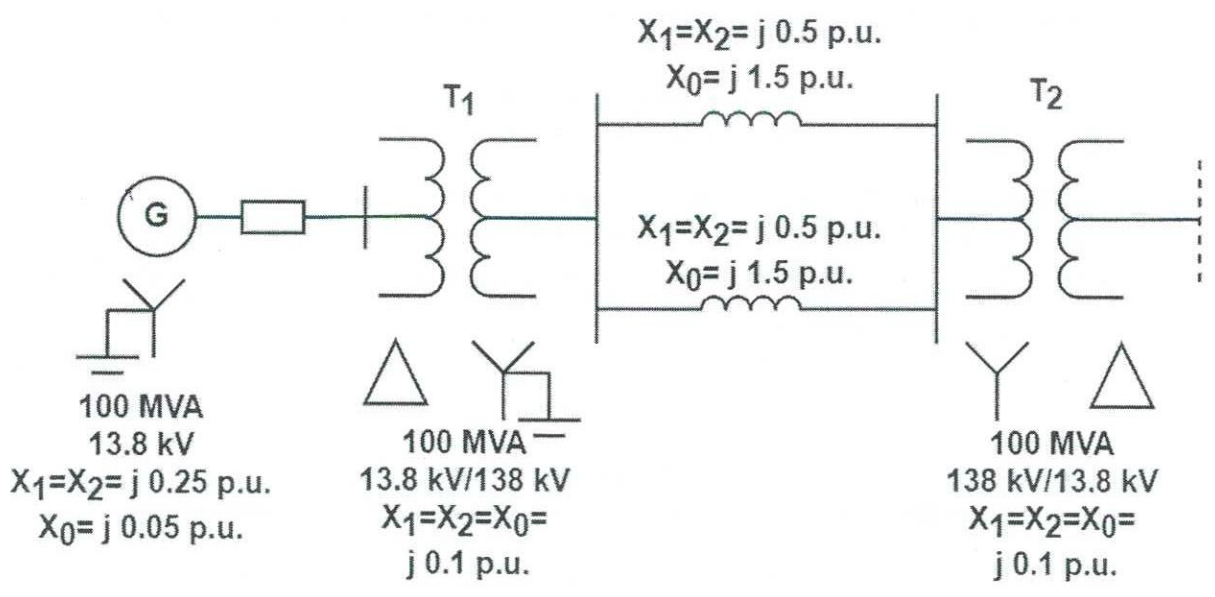 X1=X2= j 0.5 p.u.
X0= j 1.5 p.u.
T1
T2
G
X1=X2= j 0.5 p.u.
X0= j 1.5 p.u.
100 MVA
13.8 kV
X1=X2= j 0.25 p.u.
X0= j 0.05 p.u.
100 MVA
13.8 kV/138 kV
X1=X2=X0=
j 0.1 p.u.
100 MVA
138 kV/13.8 kV
X1=X2=X0=
j 0.1 p.u.